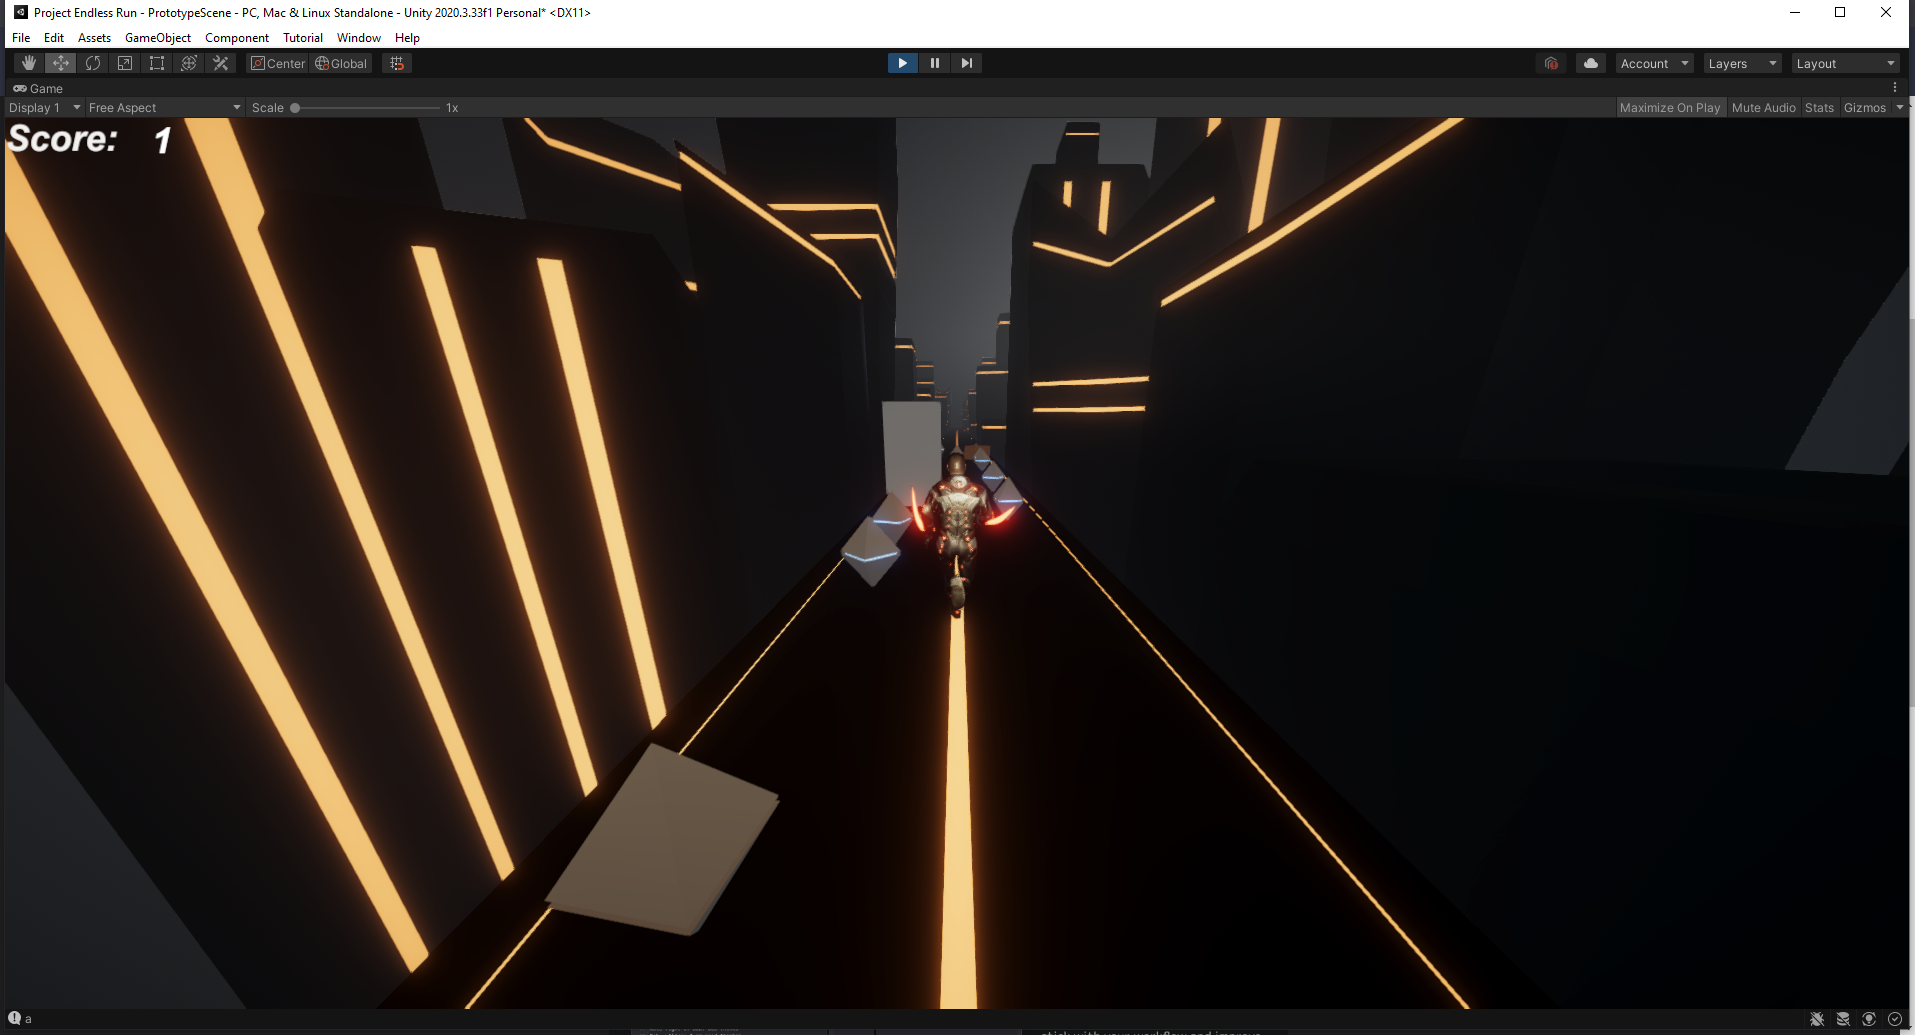 Project Endless Run - PrototypeScene - PC, Mac & Linux Standalone - Unity 2020.3.33f1 Personal* <DX11>
File Edit Assets GameObject Component Tutorial Window Help
Center Global Account Layers Layout
Game
Display 1 Free Aspect Scale 1x Maximize On Play Mute Audio Stats Gizmos
Score: 1
a